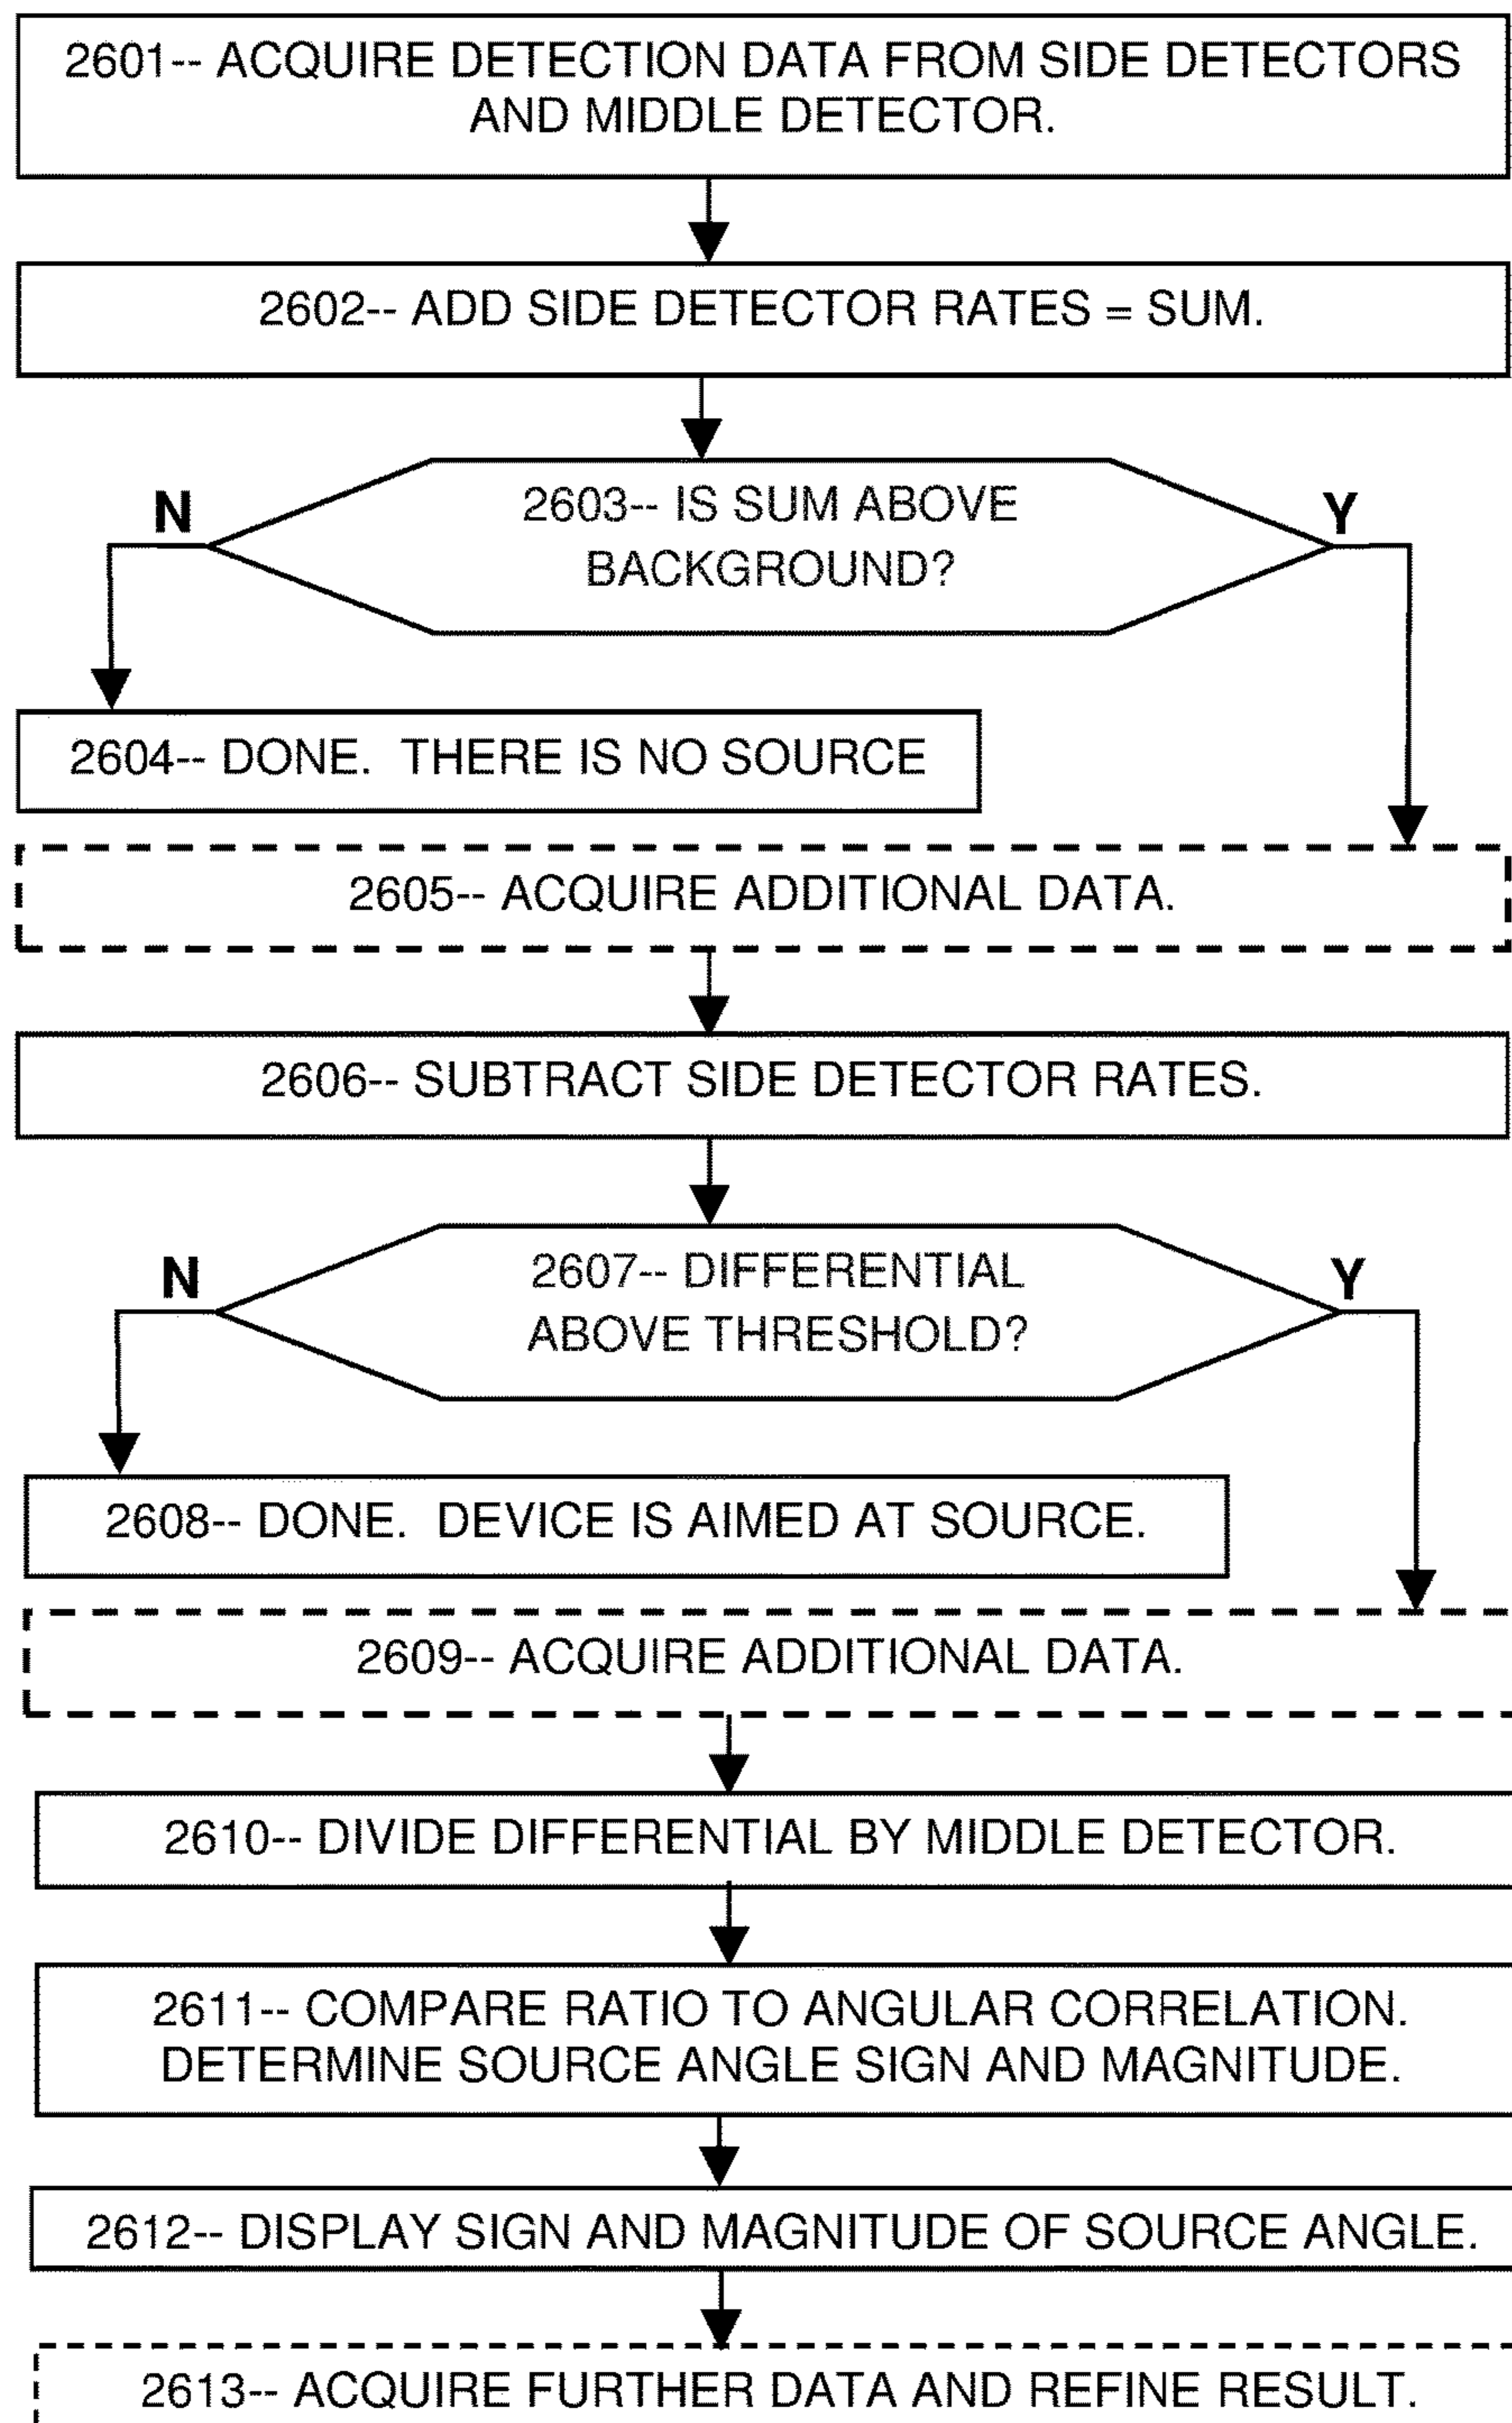 2601-- ACQUIRE DETECTION DATA FROM SIDE DETECTORS
AND MIDDLE DETECTOR.
2602-- ADD SIDE DETECTOR RATES = SUM.
N
2603-- IS SUM ABOVE
Y
BACKGROUND?
2604-- DONE.  THERE IS NO SOURCE
2605-- ACQUIRE ADDITIONAL DATA.
2606-- SUBTRACT SIDE DETECTOR RATES.
N
2607-- DIFFERENTIAL
Y
ABOVE THRESHOLD?
2608-- DONE.  DEVICE IS AIMED AT SOURCE.
2609-- ACQUIRE ADDITIONAL DATA.
2610-- DIVIDE DIFFERENTIAL BY MIDDLE DETECTOR.
2611-- COMPARE RATIO TO ANGULAR CORRELATION.
DETERMINE SOURCE ANGLE SIGN AND MAGNITUDE.
2612-- DISPLAY SIGN AND MAGNITUDE OF SOURCE ANGLE.
2613-- ACQUIRE FURTHER DATA AND REFINE RESULT.